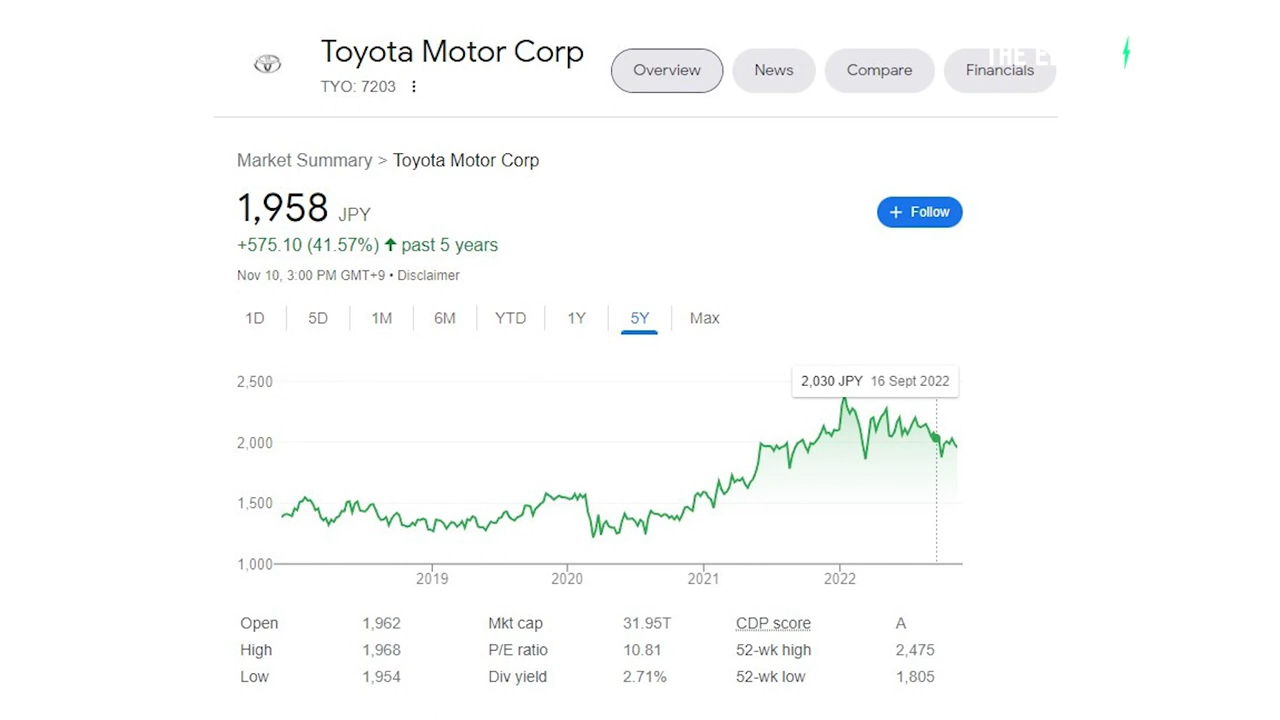 Toyota Motor Corp
TYO: 7203
Overview
News
Compare
Financials
THE
Market Summary > Toyota Motor Corp
1,958 JPY
+575.10 (41.57%) ↑ past 5 years
Nov 10, 3:00 PM GMT+9 • Disclaimer
+ Follow
1D 5D 1M 6M YTD 1Y 5Y Max
2,030 JPY 16 Sept 2022
2,500
2,000
1,500
1,000
2019 2020 2021 2022
Open 1,962 Mkt cap 31.95T CDP score A
High 1,968 P/E ratio 10.81 52-wk high 2,475
Low 1,954 Div yield 2.71% 52-wk low 1,805